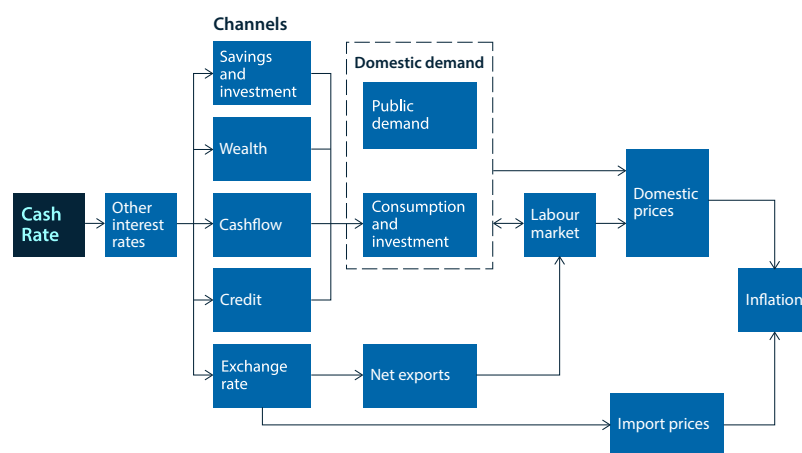 Channels
Savings
and
investment
Domestic demand
Public
demand
Wealth
Domestic
prices
Cash
Rate
Other
interest
rates
Cashflow
Consumption
and
investment
Labour
market
Credit
Inflation
Exchange
rate
Net exports
Import prices